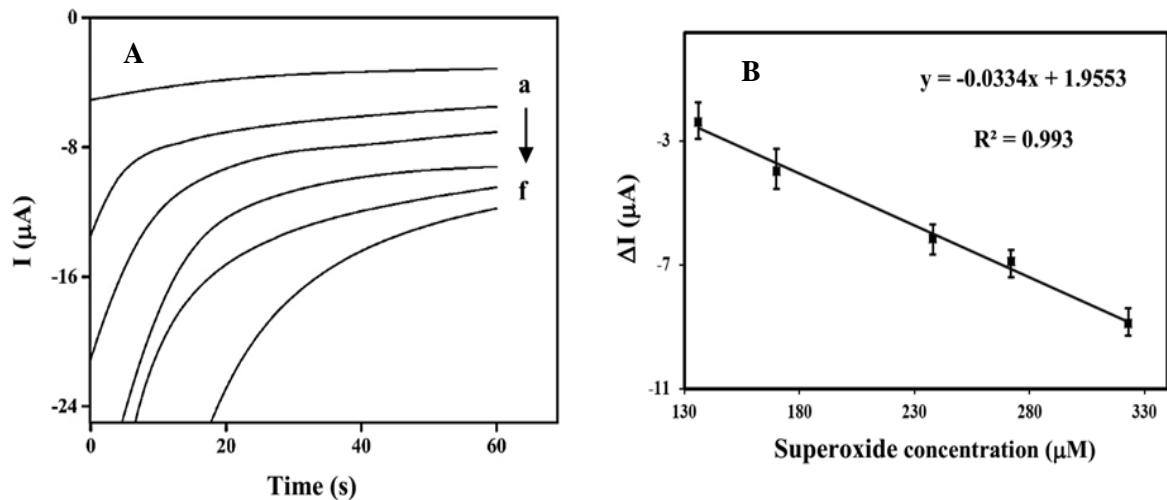 A
0
-8
-16
-24
I (μA)
a
f
0 20 40 60
Time (s)
B
y = -0.0334x + 1.9553
R² = 0.993
-3
-7
-11
ΔI (μA)
130 180 230 280 330
Superoxide concentration (μM)